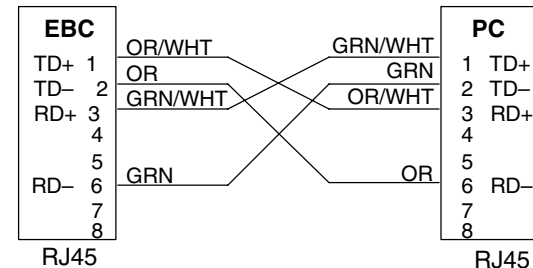 EBC PC
TD+ 1 OR/WHT GRN/WHT 1 TD+
TD– 2 OR GRN 2 TD–
RD+ 3 GRN/WHT OR/WHT 3 RD+
4 4
5 5
RD– 6 GRN OR 6 RD–
7 7
8 8
RJ45 RJ45